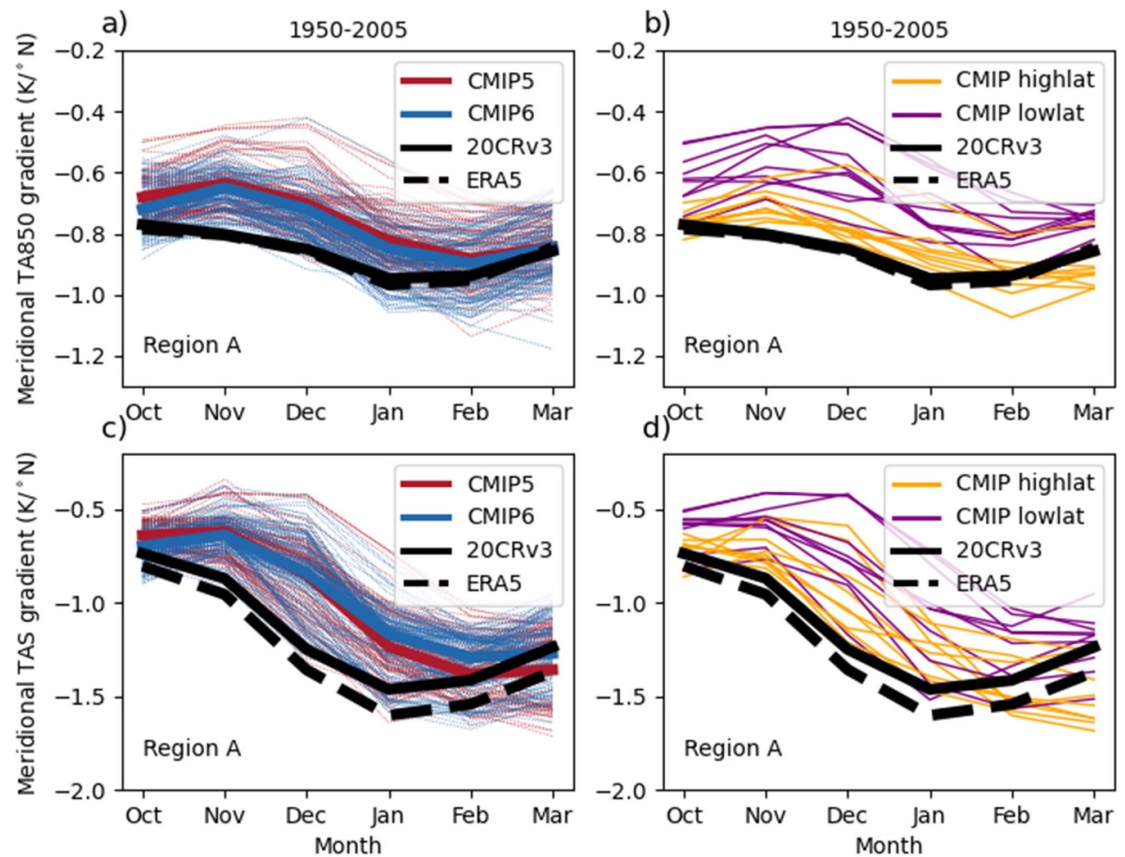 a)
1950-2005
Meridional TA850 gradient (K/°N)
−0.2
−0.4
−0.6
−0.8
−1.0
−1.2
CMIP5
CMIP6
20CRv3
ERA5
Region A
Oct Nov Dec Jan Feb Mar
b)
1950-2005
−0.2
−0.4
−0.6
−0.8
−1.0
−1.2
CMIP highlat
CMIP lowlat
20CRv3
ERA5
Region A
Oct Nov Dec Jan Feb Mar
c)
Meridional TAS gradient (K/°N)
−0.5
−1.0
−1.5
−2.0
CMIP5
CMIP6
20CRv3
ERA5
Region A
Oct Nov Dec Jan Feb Mar
Month
d)
−0.5
−1.0
−1.5
−2.0
CMIP highlat
CMIP lowlat
20CRv3
ERA5
Region A
Oct Nov Dec Jan Feb Mar
Month